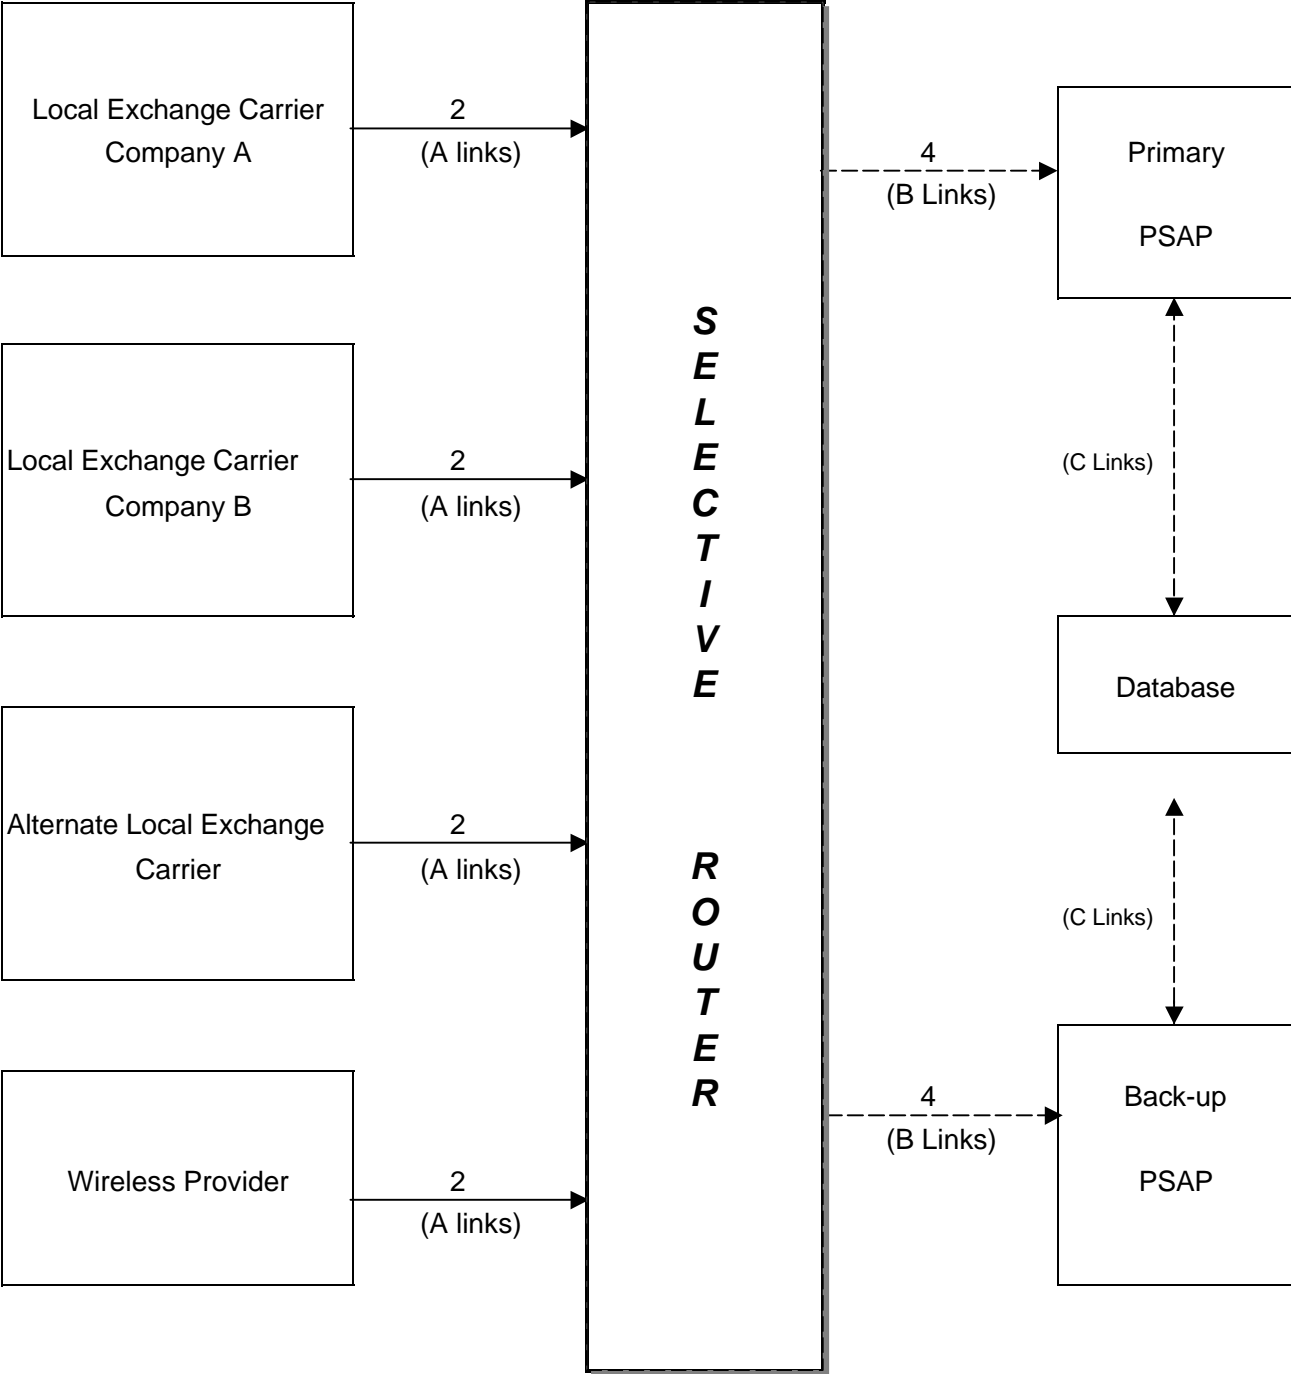 Local Exchange Carrier
Company A
2
(A links)
Local Exchange Carrier
Company B
2
(A links)
Alternate Local Exchange
Carrier
2
(A links)
Wireless Provider
2
(A links)
S
E
L
E
C
T
I
V
E
R
O
U
T
E
R
4
(B Links)
Primary
PSAP
(C Links)
Database
(C Links)
4
(B Links)
Back-up
PSAP